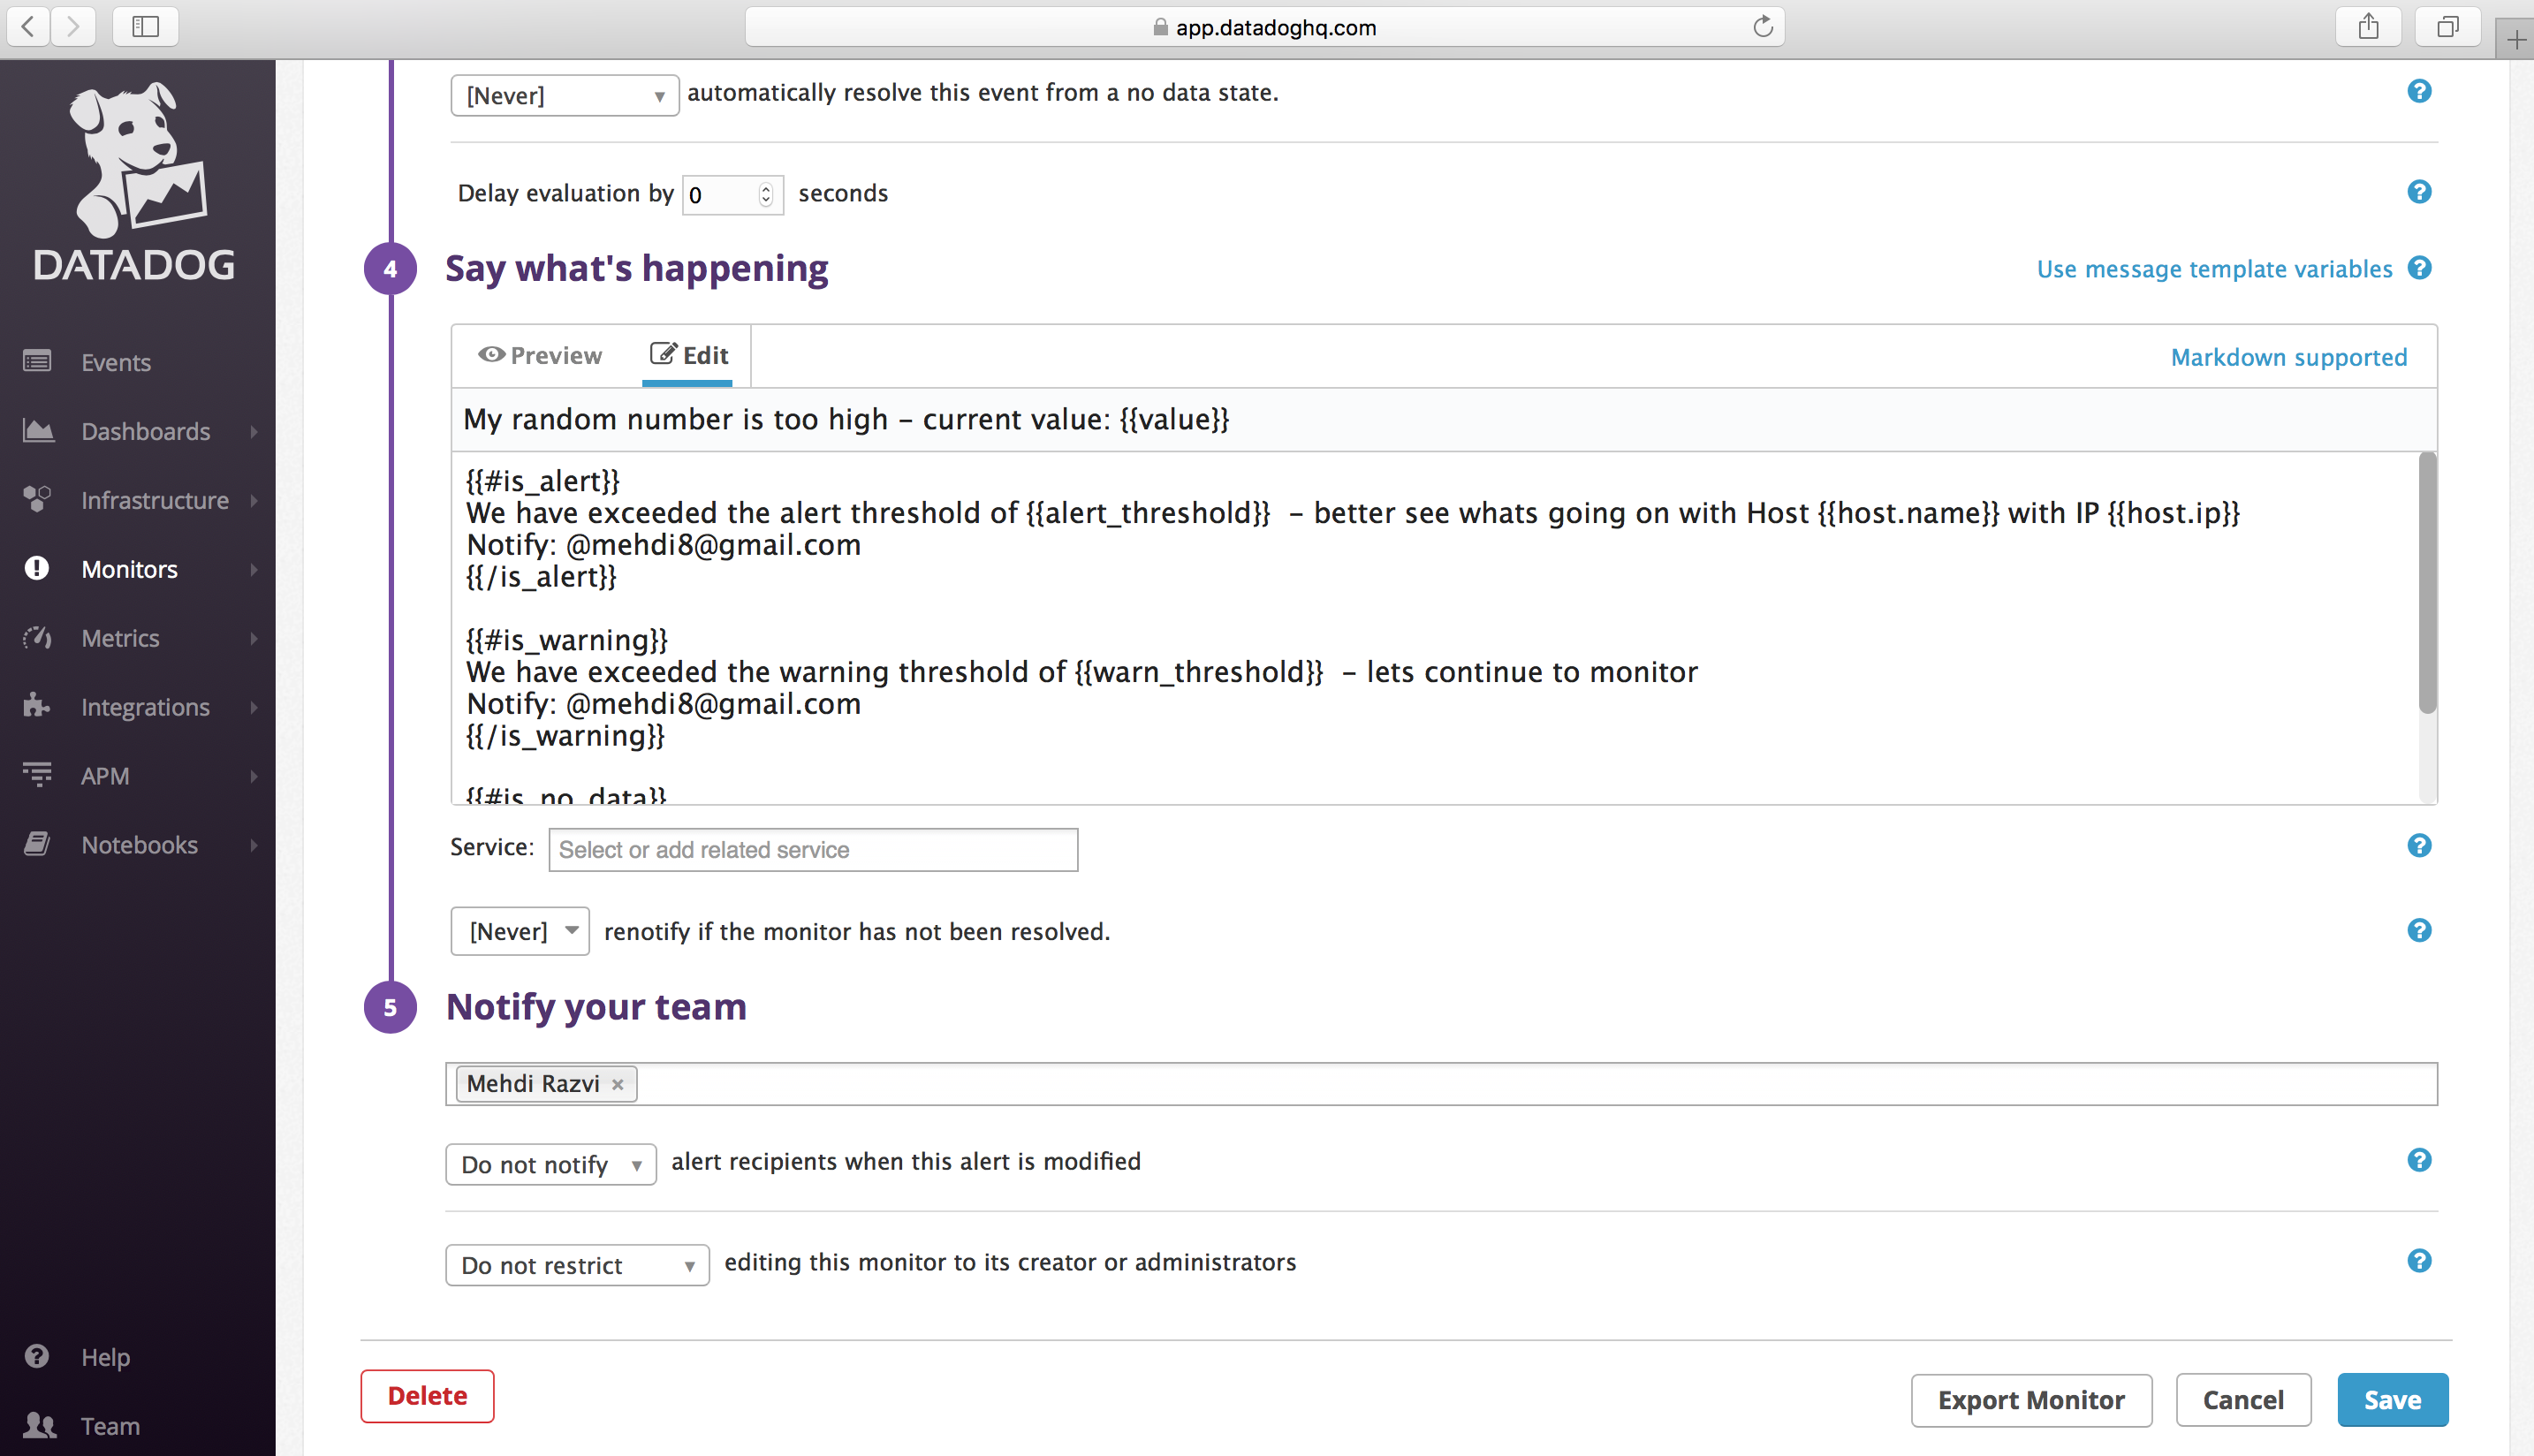 app.datadoghq.com
DATADOG
Events
Dashboards
Infrastructure
Monitors
Metrics
Integrations
APM
Notebooks
Help
Team
[Never] automatically resolve this event from a no data state.
Delay evaluation by 0 seconds
4 Say what's happening
Use message template variables
Preview Edit
Markdown supported
My random number is too high – current value: {{value}}
{{#is_alert}}
We have exceeded the alert threshold of {{alert_threshold}}  – better see whats going on with Host {{host.name}} with IP {{host.ip}}
Notify: @mehdi8@gmail.com
{{/is_alert}}
{{#is_warning}}
We have exceeded the warning threshold of {{warn_threshold}}  – lets continue to monitor
Notify: @mehdi8@gmail.com
{{/is_warning}}
{{#is_no_data}}
Service: Select or add related service
[Never] renotify if the monitor has not been resolved.
5 Notify your team
Mehdi Razvi ×
Do not notify alert recipients when this alert is modified
Do not restrict editing this monitor to its creator or administrators
Delete
Export Monitor Cancel Save